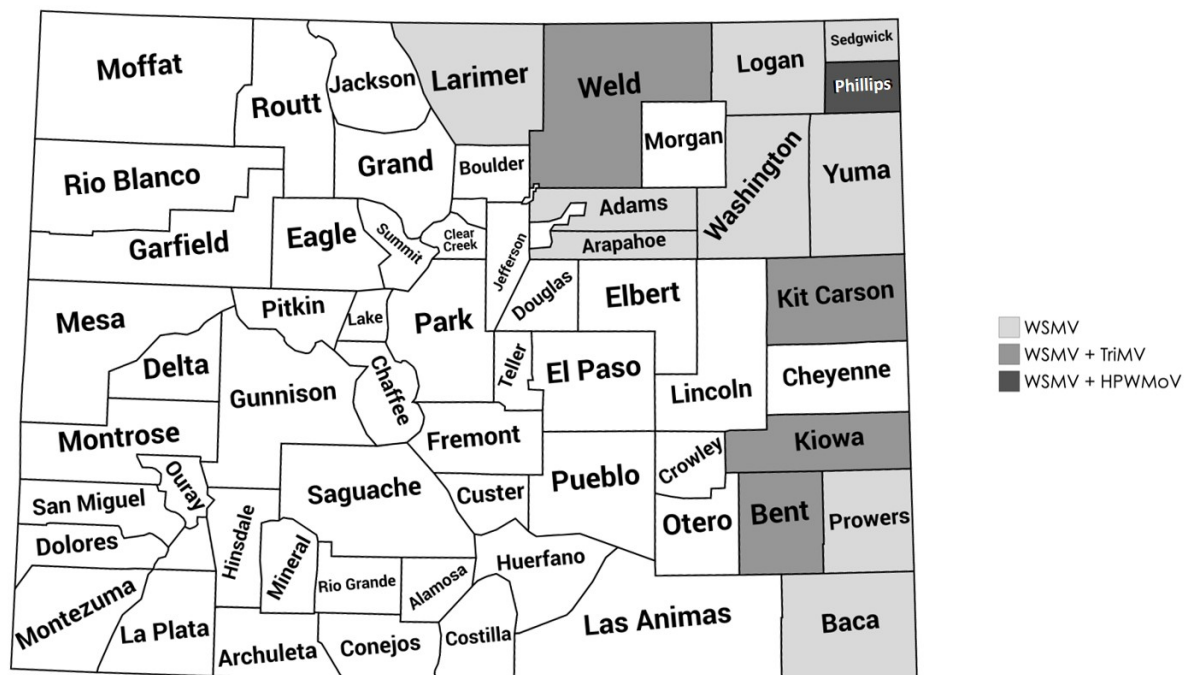 Moffat
Routt
Jackson
Larimer
Weld
Logan
Sedgwick
Phillips
Morgan
Rio Blanco
Grand
Boulder
Washington
Yuma
Garfield
Eagle
Summit
Clear
Creek
Jefferson
Adams
Arapahoe
Mesa
Pitkin
Lake
Park
Douglas
Elbert
Kit Carson
Delta
Gunnison
Chaffee
Teller
El Paso
Lincoln
Cheyenne
WSMV
WSMV + TriMV
WSMV + HPWMoV
Montrose
Ouray
Fremont
Crowley
Kiowa
San Miguel
Saguache
Custer
Pueblo
Otero
Bent
Prowers
Dolores
Hinsdale
Mineral
Rio Grande
Alamosa
Huerfano
Montezuma
La Plata
Archuleta
Conejos
Costilla
Las Animas
Baca